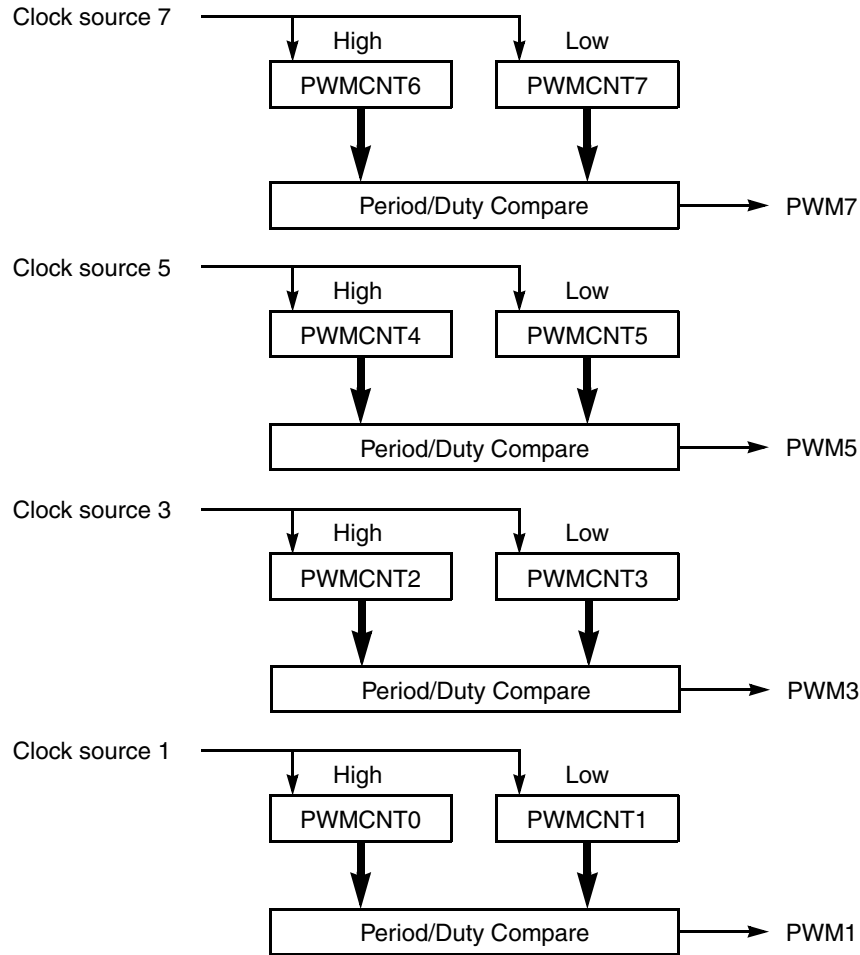 Clock source 7
High
Low
PWMCNT6
PWMCNT7
Period/Duty Compare
PWM7
Clock source 5
High
Low
PWMCNT4
PWMCNT5
Period/Duty Compare
PWM5
Clock source 3
High
Low
PWMCNT2
PWMCNT3
Period/Duty Compare
PWM3
Clock source 1
High
Low
PWMCNT0
PWMCNT1
Period/Duty Compare
PWM1